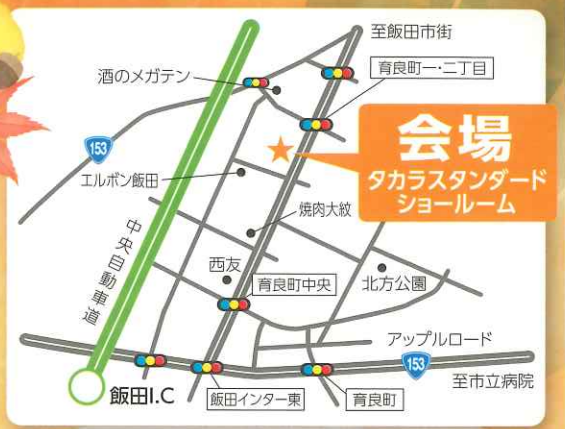 至飯田市街
酒のメガテン
育良町一・二丁目
153
会場
タカラスタンダード
ショールーム
エルボン飯田
焼肉大紋
中央自動車道
西友
育良町中央
北方公園
アップルロード
153
飯田I.C
飯田インター東
育良町
至市立病院